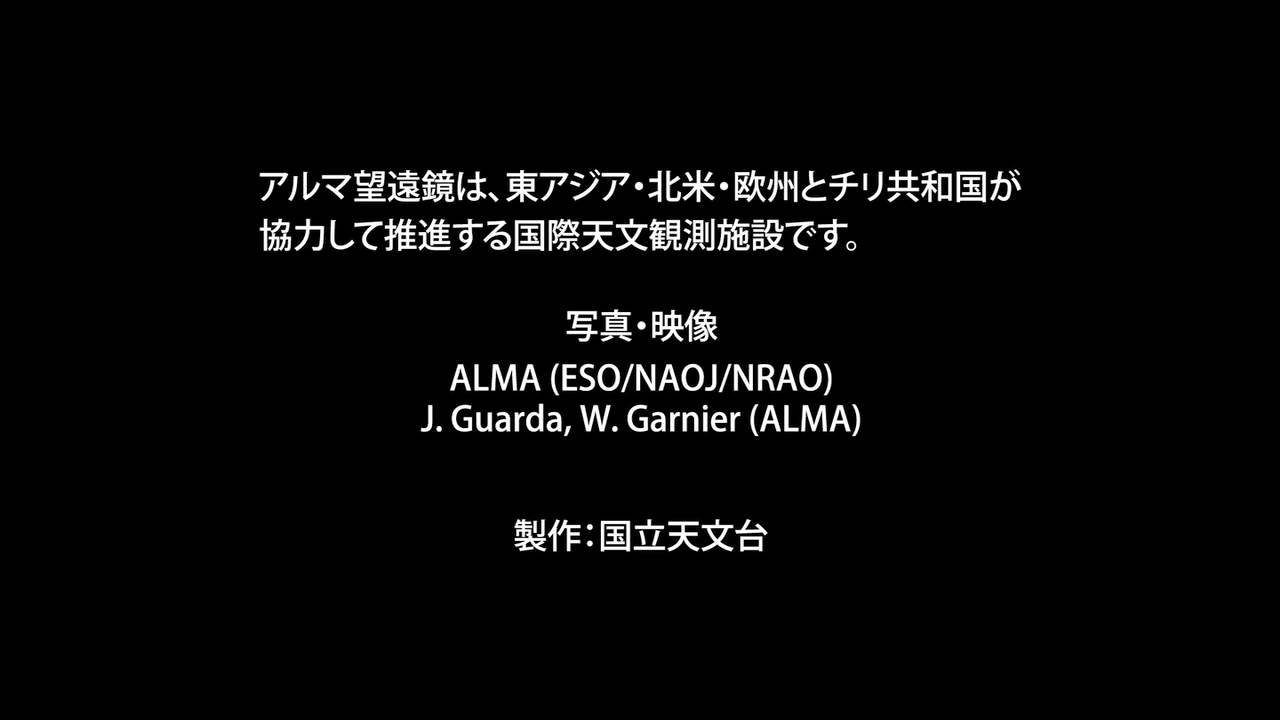 アルマ望遠鏡は、東アジア・北米・欧州とチリ共和国が
協力して推進する国際天文観測施設です。
写真・映像
ALMA (ESO/NAOJ/NRAO)
J. Guarda, W. Garnier (ALMA)
製作：国立天文台